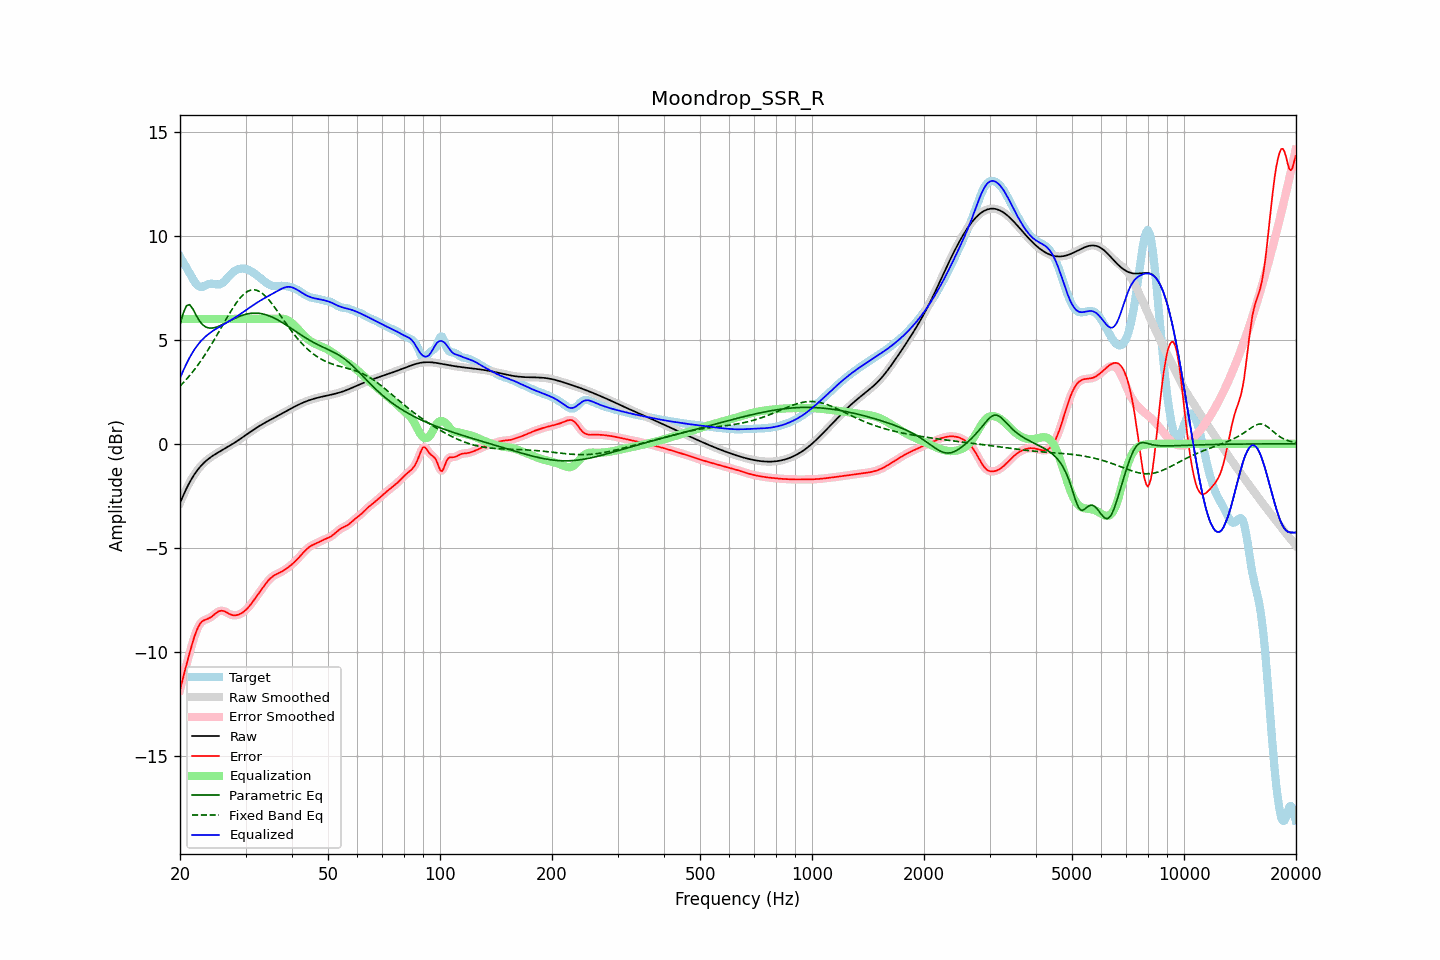 Moondrop_SSR_R
Amplitude (dBr)
15
10
5
0
−5
−10
−15
Target
Raw Smoothed
Error Smoothed
Raw
Error
Equalization
Parametric Eq
Fixed Band Eq
Equalized
20 50 100 200 500 1000 2000 5000 10000 20000
Frequency (Hz)